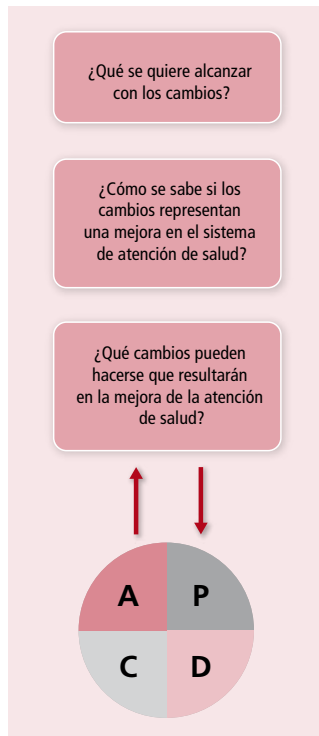 ¿Qué se quiere alcanzar
con los cambios?
¿Cómo se sabe si los
cambios representan
una mejora en el sistema
de atención de salud?
¿Qué cambios pueden
hacerse que resultarán
en la mejora de la atención
de salud?
A P
C D